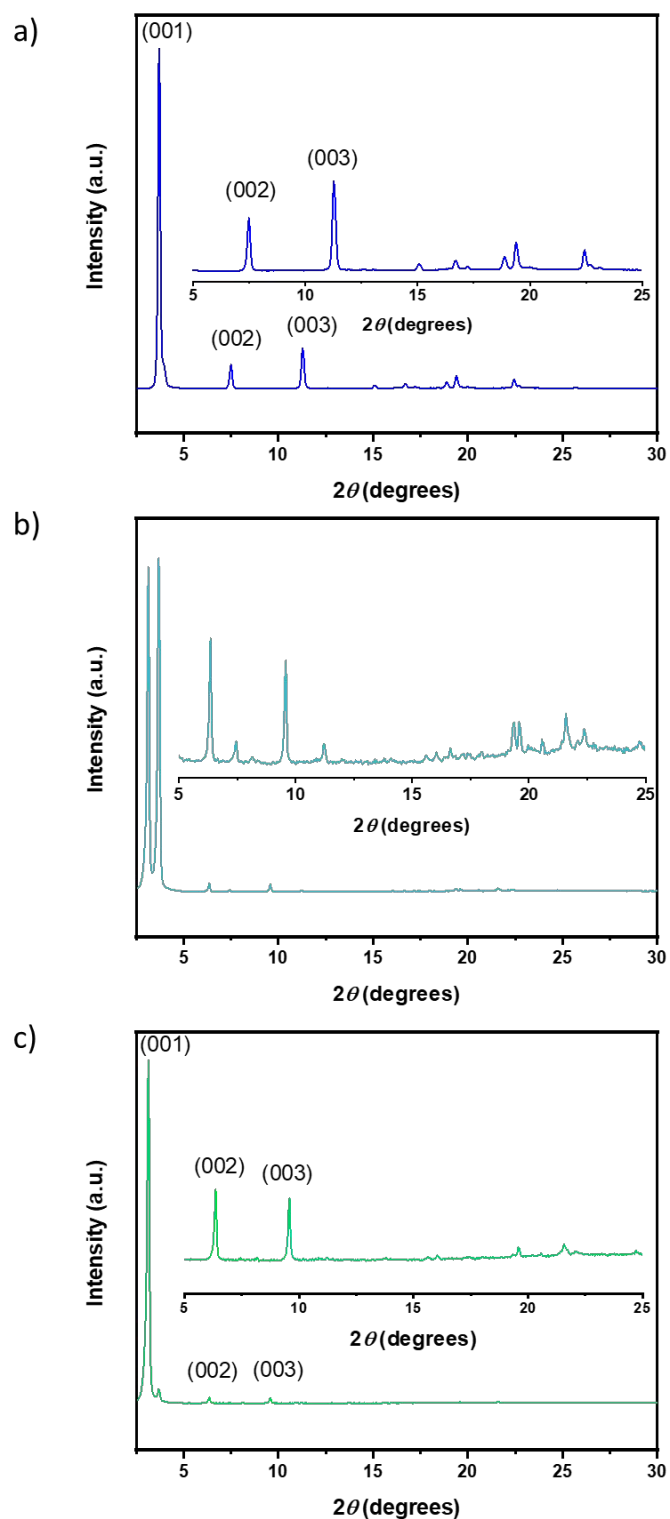 a)
(001)
Intensity (a.u.)
(003)
(002)
5 10 15 20 25
2θ (degrees)
(002)
(003)
5 10 15 20 25 30
2θ (degrees)
b)
Intensity (a.u.)
5 10 15 20 25
2θ (degrees)
5 10 15 20 25 30
2θ (degrees)
c)
(001)
Intensity (a.u.)
(002)
(003)
5 10 15 20 25
2θ (degrees)
(002)
(003)
5 10 15 20 25 30
2θ (degrees)